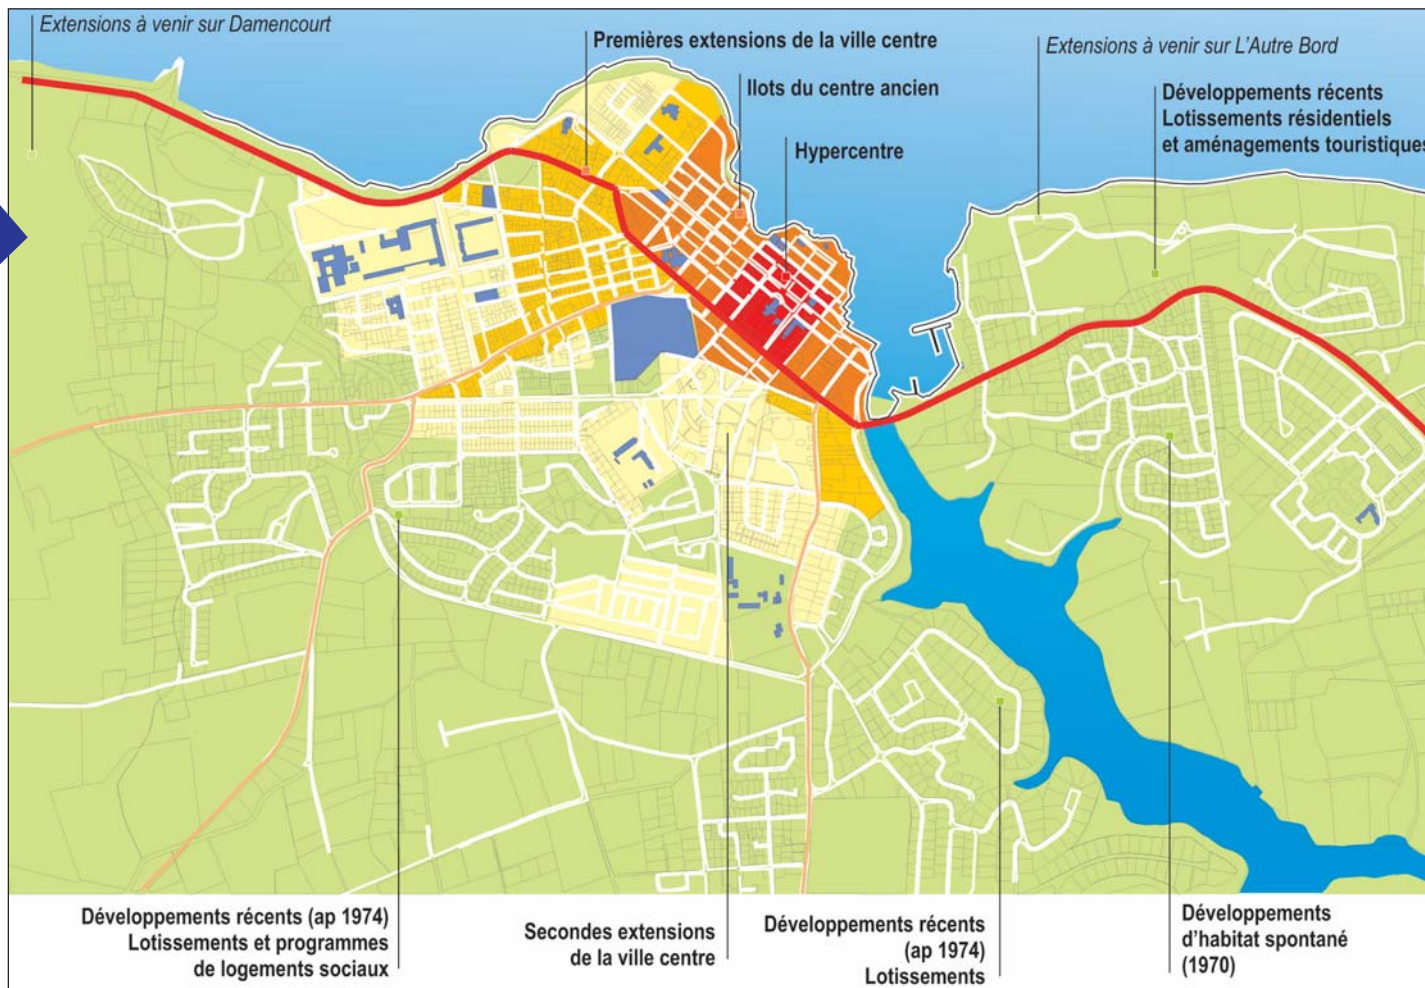 Extensions à venir sur Damencourt
Premières extensions de la ville centre
Ilots du centre ancien
Hypercentre
Extensions à venir sur L'Autre Bord
Développements récents
Lotissements résidentiels
et aménagements touristiques
Développements récents (ap 1974)
Lotissements et programmes
de logements sociaux
Secondes extensions
de la ville centre
Développements récents
(ap 1974)
Lotissements
Développements
d’habitat spontané
(1970)